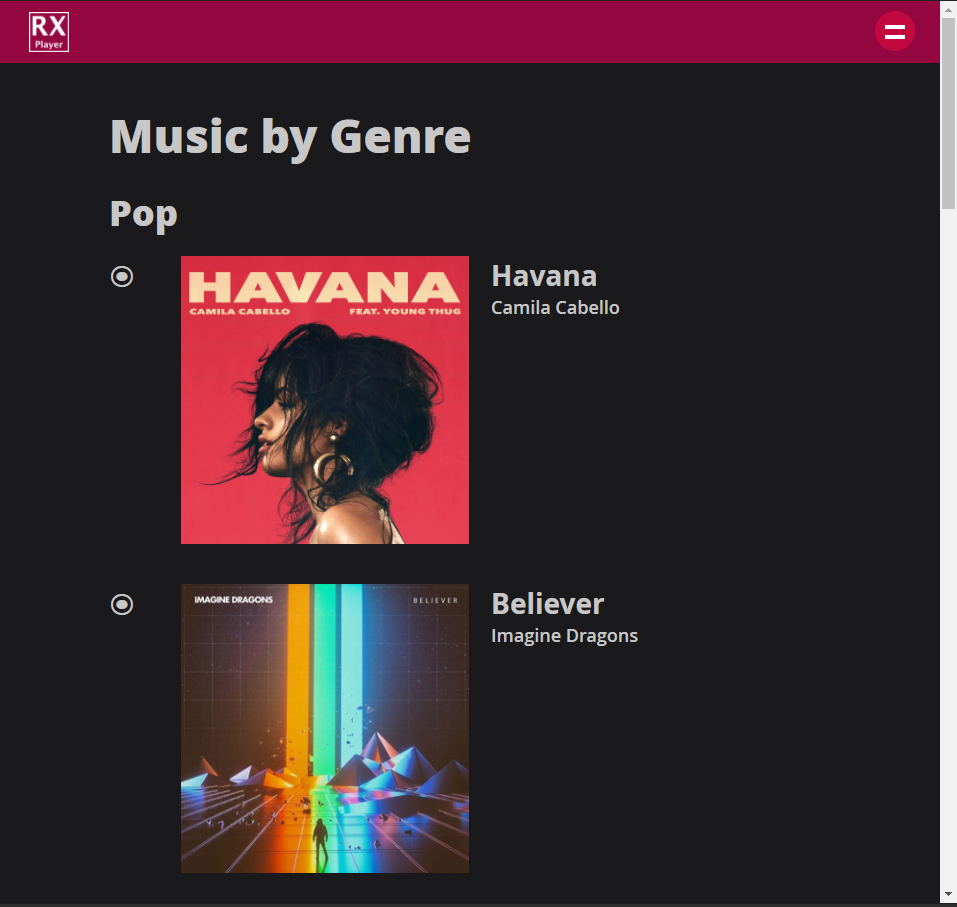 RX
Player
Music by Genre
Pop
HAVANA
CAMILA CABELLO FEAT. YOUNG THUG
Havana
Camila Cabello
IMAGINE DRAGONS BELIEVER
Believer
Imagine Dragons